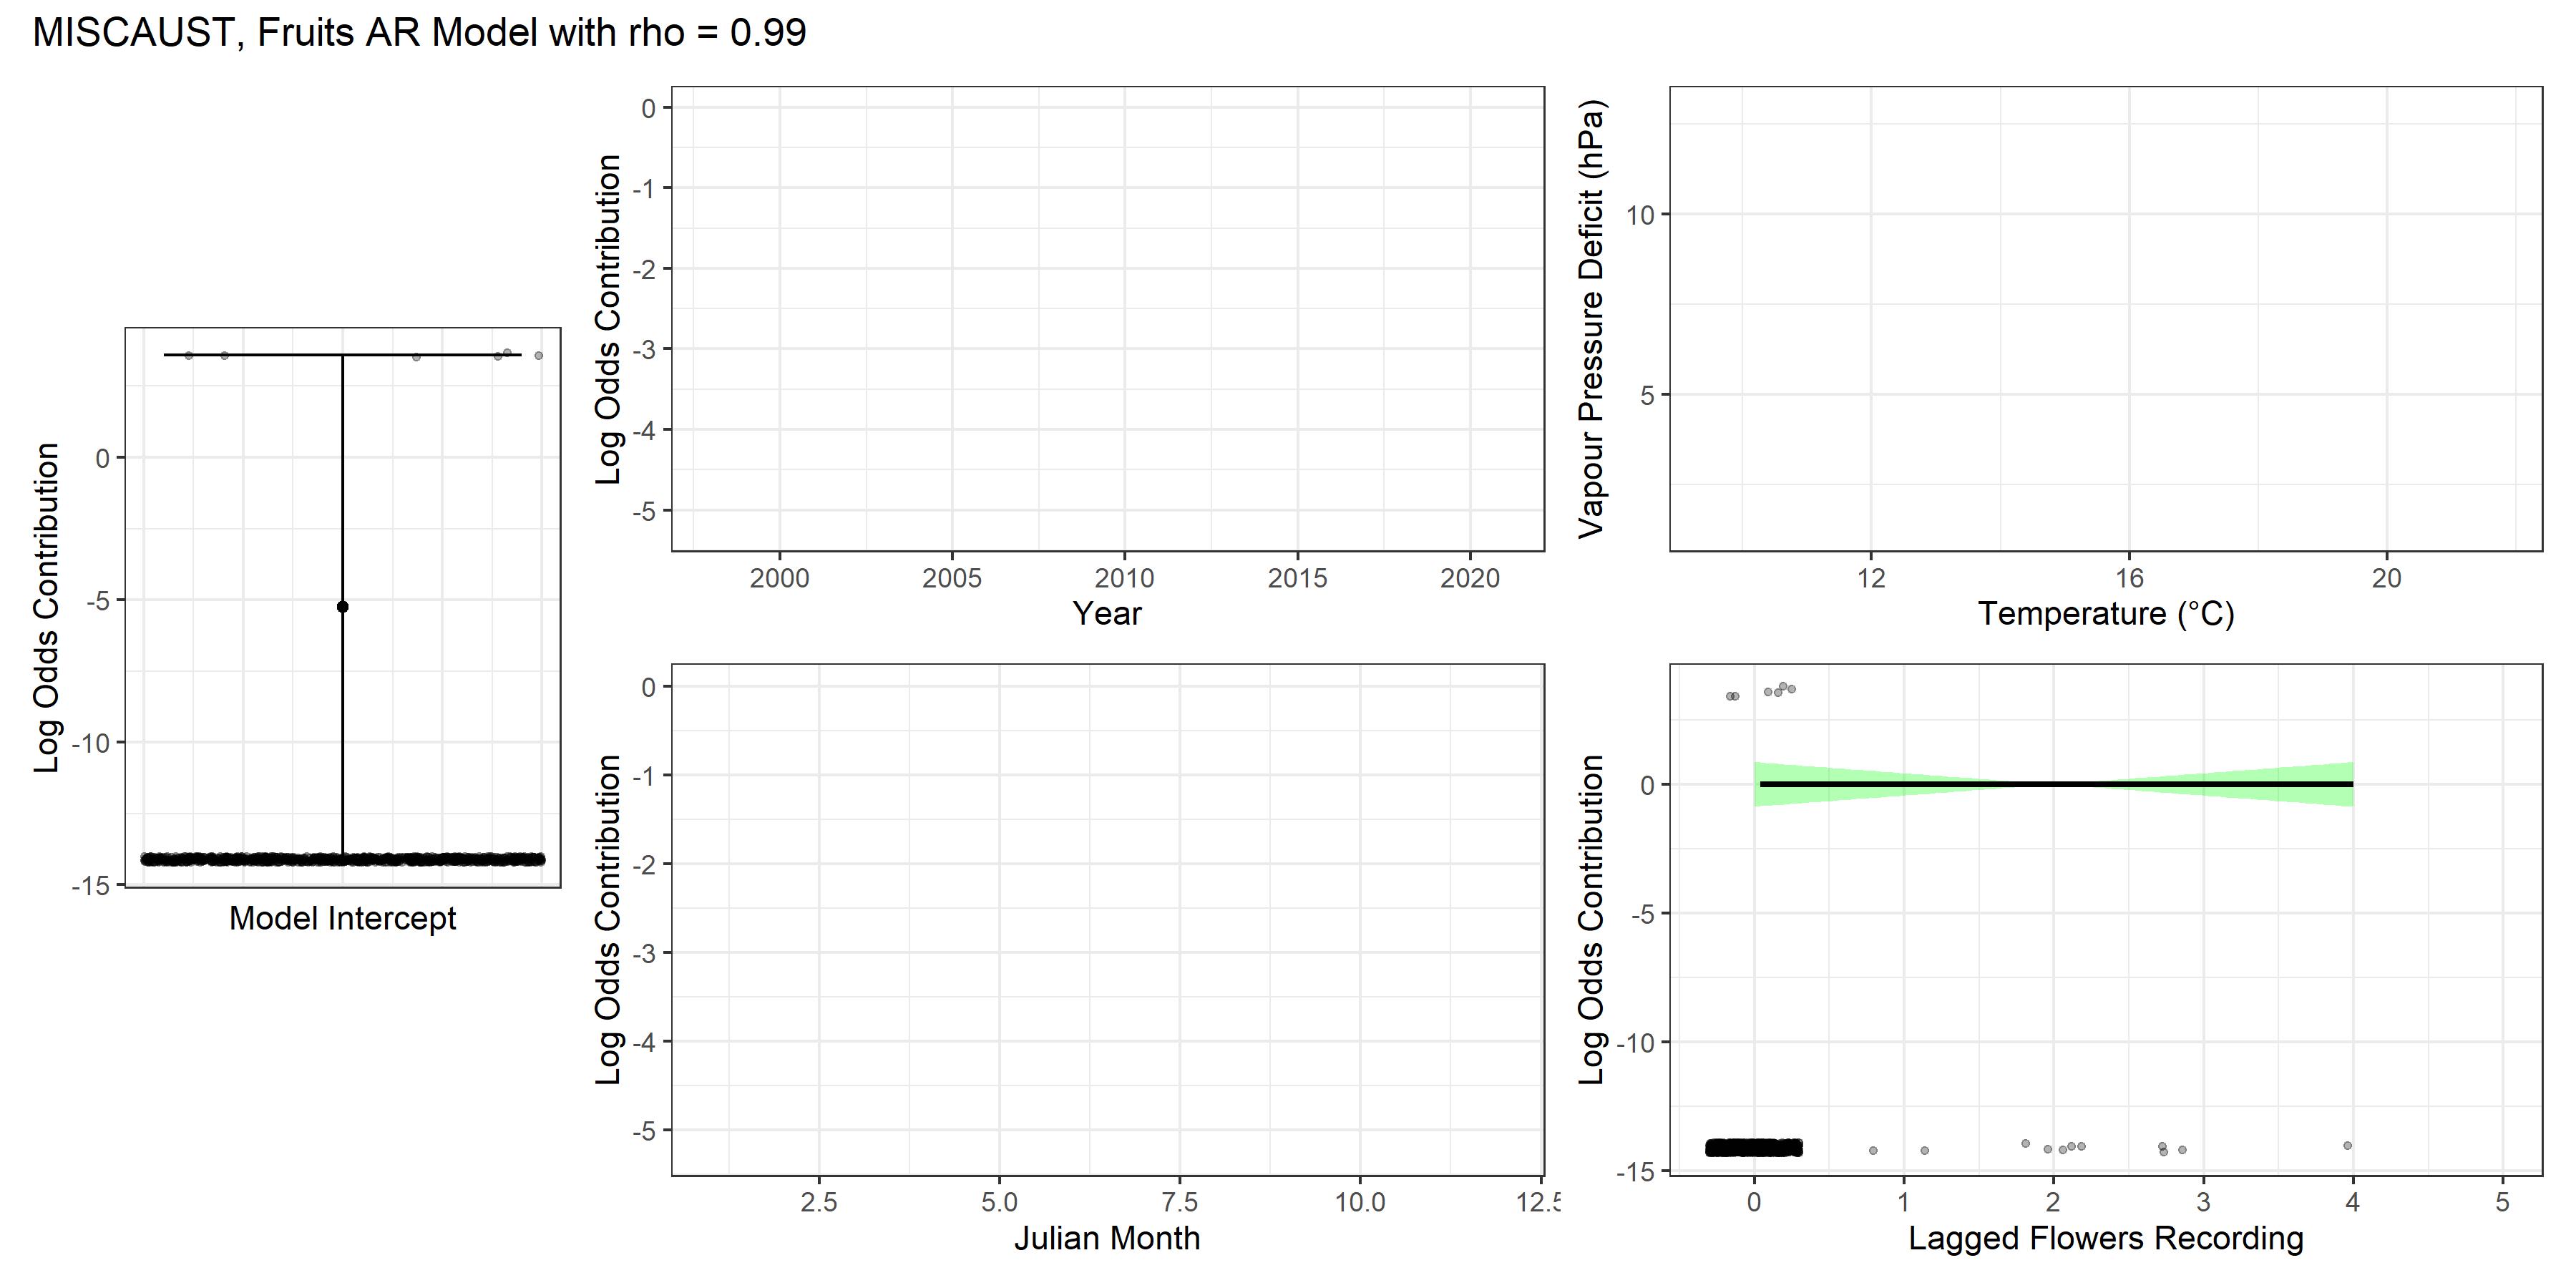 MISCAUST, Fruits AR Model with rho = 0.99
Log Odds Contribution
0
-5
-10
-15
Model Intercept
Log Odds Contribution
0
-1
-2
-3
-4
-5
2000 2005 2010 2015 2020
Year
Vapour Pressure Deficit (hPa)
10
5
12 16 20
Temperature (°C)
Log Odds Contribution
0
-1
-2
-3
-4
-5
2.5 5.0 7.5 10.0 12.5
Julian Month
Log Odds Contribution
0
-5
-10
-15
0 1 2 3 4 5
Lagged Flowers Recording